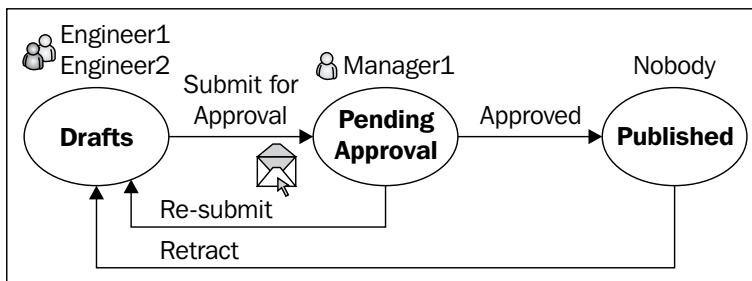 Engineer1
Engineer2
Manager1
Nobody
Submit for
Approval
Drafts
Pending
Approval
Approved
Published
Re-submit
Retract